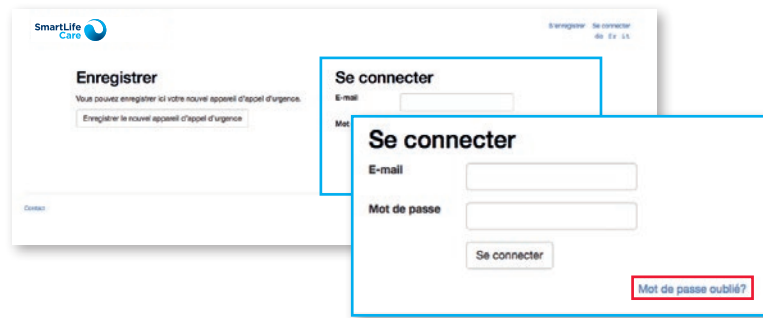 SmartLife
Care
S'enregistrer Se connecter
de fr it
Enregistrer
Vous pouvez enregistrer ici votre nouvel appareil d'appel d'urgence.
Enregistrer le nouvel appareil d'appel d'urgence
Se connecter
E-mail
Mot
Contact
Se connecter
E-mail
Mot de passe
Se connecter
Mot de passe oublié?